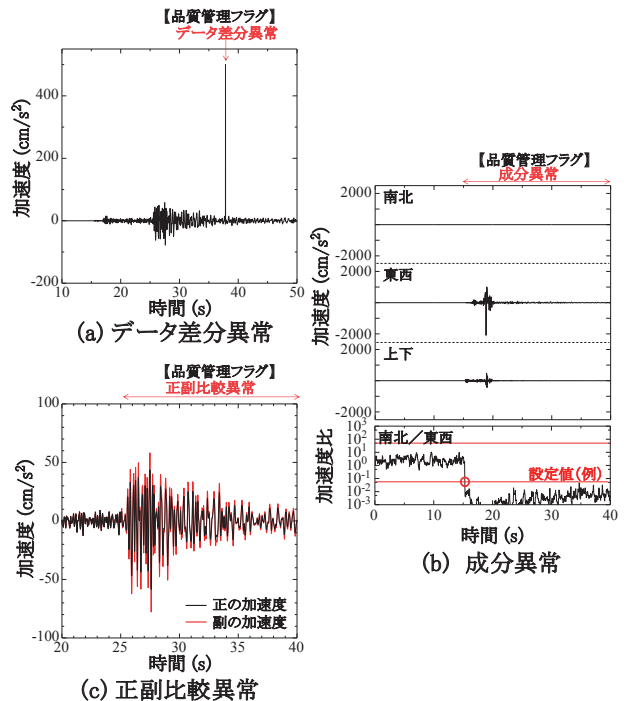 【品質管理フラグ】
データ差分異常
加速度 (cm/s²)
400
200
0
-200
10
20
30
40
50
時間 (s)
(a) データ差分異常
【品質管理フラグ】
成分異常
加速度 (cm/s²)
2000
南北
-2000
2000
東西
-2000
2000
上下
-2000
加速度比
10³
10²
10¹
10⁰
10⁻¹
10⁻²
10⁻³
南北／東西
設定値(例)
0
10
20
30
40
時間 (s)
(b) 成分異常
【品質管理フラグ】
正副比較異常
加速度 (cm/s²)
100
50
0
-50
-100
正の加速度
副の加速度
20
25
30
35
40
時間 (s)
(c) 正副比較異常